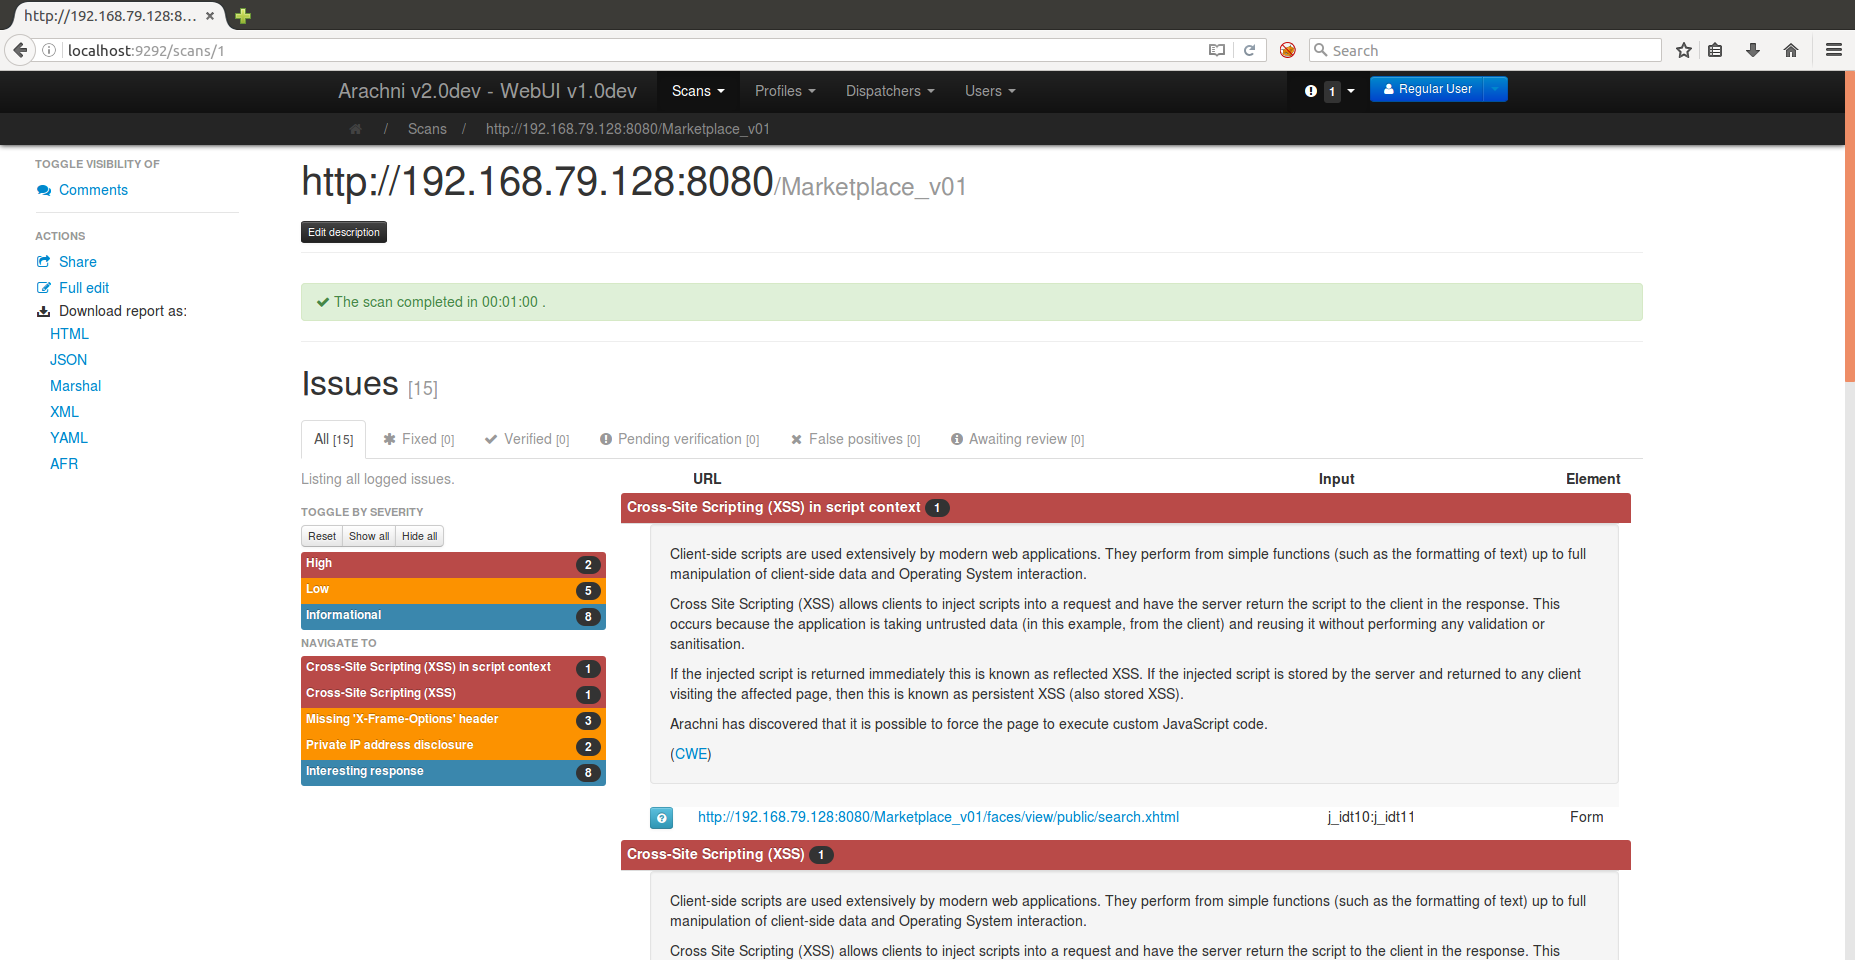 http://192.168.79.128:8...
localhost:9292/scans/1
Search
Arachni v2.0dev - WebUI v1.0dev
Scans
Profiles
Dispatchers
Users
1
Regular User
/ Scans / http://192.168.79.128:8080/Marketplace_v01
TOGGLE VISIBILITY OF
Comments
ACTIONS
Share
Full edit
Download report as:
HTML
JSON
Marshal
XML
YAML
AFR
http://192.168.79.128:8080/Marketplace_v01
Edit description
The scan completed in 00:01:00 .
Issues [15]
All [15]
Fixed [0]
Verified [0]
Pending verification [0]
False positives [0]
Awaiting review [0]
Listing all logged issues.
TOGGLE BY SEVERITY
Reset
Show all
Hide all
High 2
Low 5
Informational 8
NAVIGATE TO
Cross-Site Scripting (XSS) in script context 1
Cross-Site Scripting (XSS) 1
Missing 'X-Frame-Options' header 3
Private IP address disclosure 2
Interesting response 8
URL Input Element
Cross-Site Scripting (XSS) in script context 1
Client-side scripts are used extensively by modern web applications. They perform from simple functions (such as the formatting of text) up to full
manipulation of client-side data and Operating System interaction.
Cross Site Scripting (XSS) allows clients to inject scripts into a request and have the server return the script to the client in the response. This
occurs because the application is taking untrusted data (in this example, from the client) and reusing it without performing any validation or
sanitisation.
If the injected script is returned immediately this is known as reflected XSS. If the injected script is stored by the server and returned to any client
visiting the affected page, then this is known as persistent XSS (also stored XSS).
Arachni has discovered that it is possible to force the page to execute custom JavaScript code.
(CWE)
http://192.168.79.128:8080/Marketplace_v01/faces/view/public/search.xhtml j_idt10:j_idt11 Form
Cross-Site Scripting (XSS) 1
Client-side scripts are used extensively by modern web applications. They perform from simple functions (such as the formatting of text) up to full
manipulation of client-side data and Operating System interaction.
Cross Site Scripting (XSS) allows clients to inject scripts into a request and have the server return the script to the client in the response. This